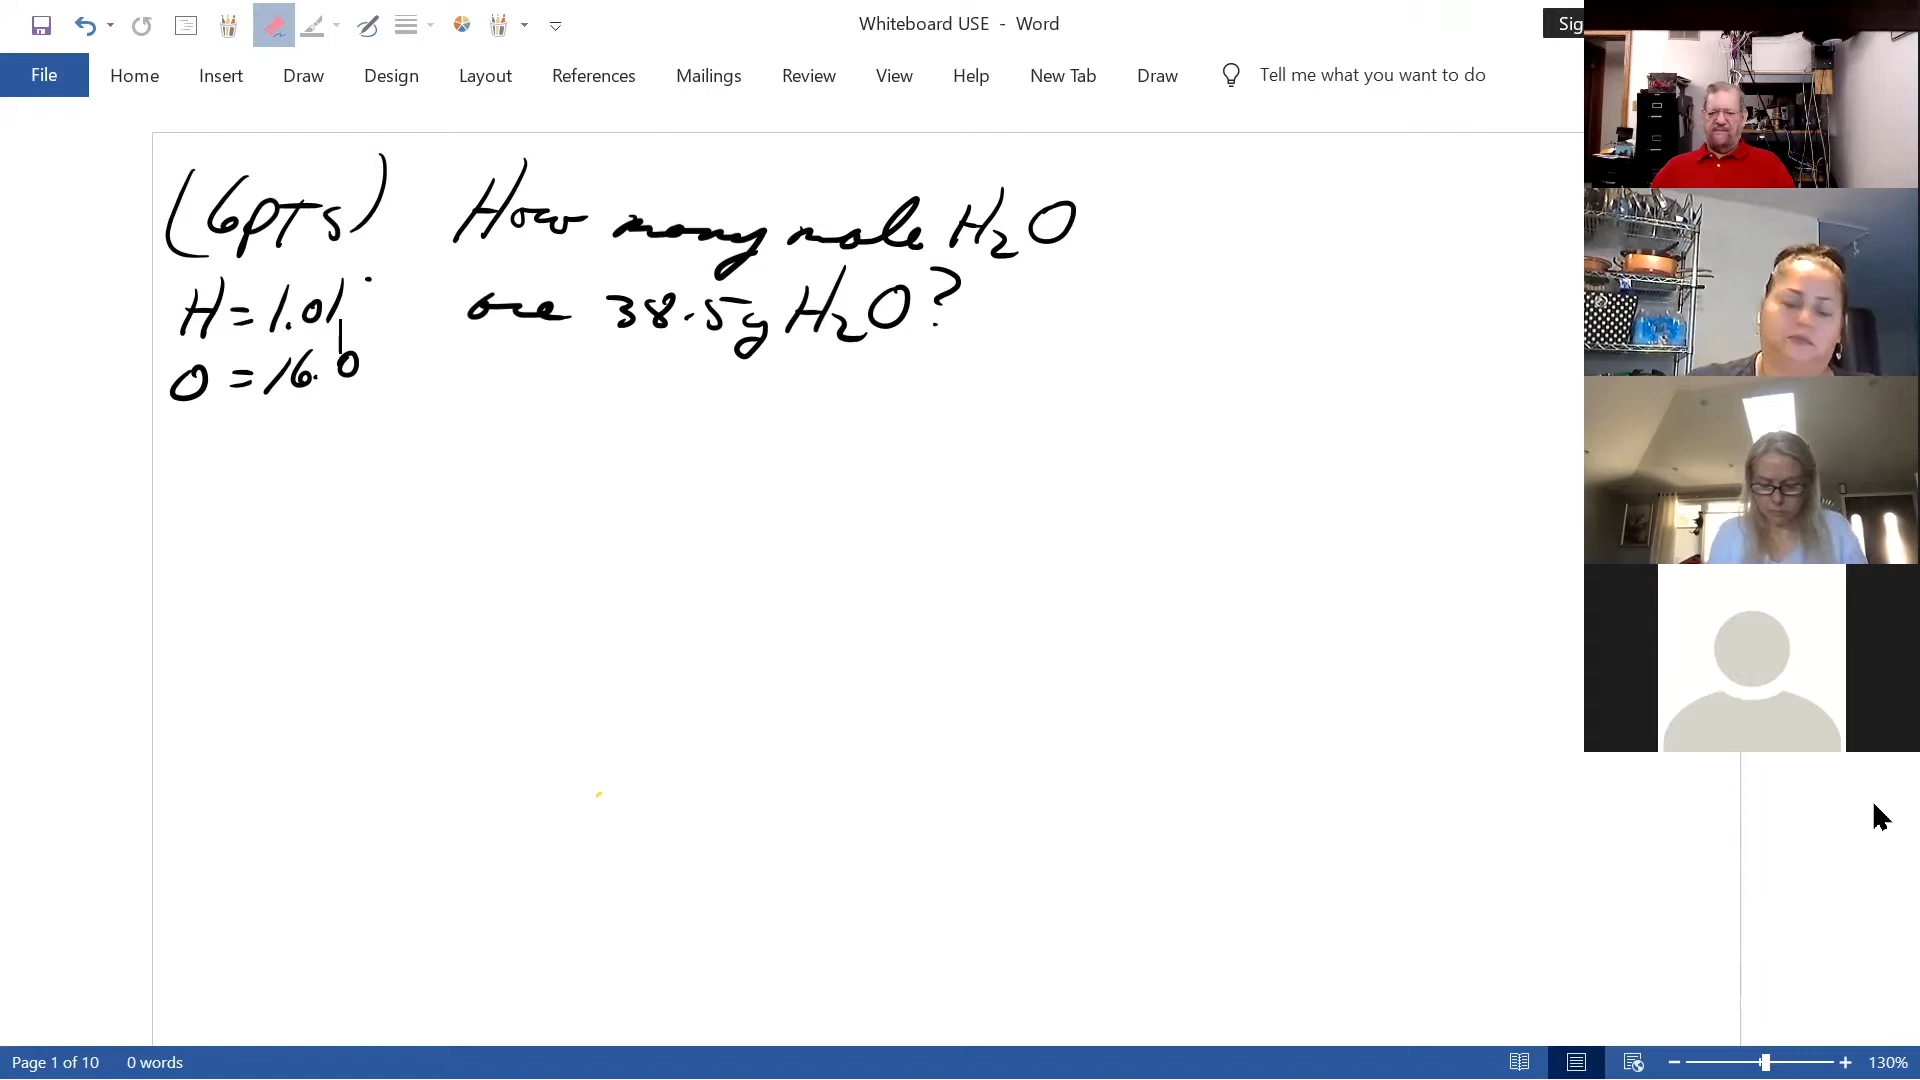 Whiteboard USE - Word
Sig
File Home Insert Draw Design Layout References Mailings Review View Help New Tab Draw Tell me what you want to do
(6pTs) How many mole H₂O
H = 1.01 are 38.5g H₂O?
O = 16.0
Page 1 of 10 0 words 130%